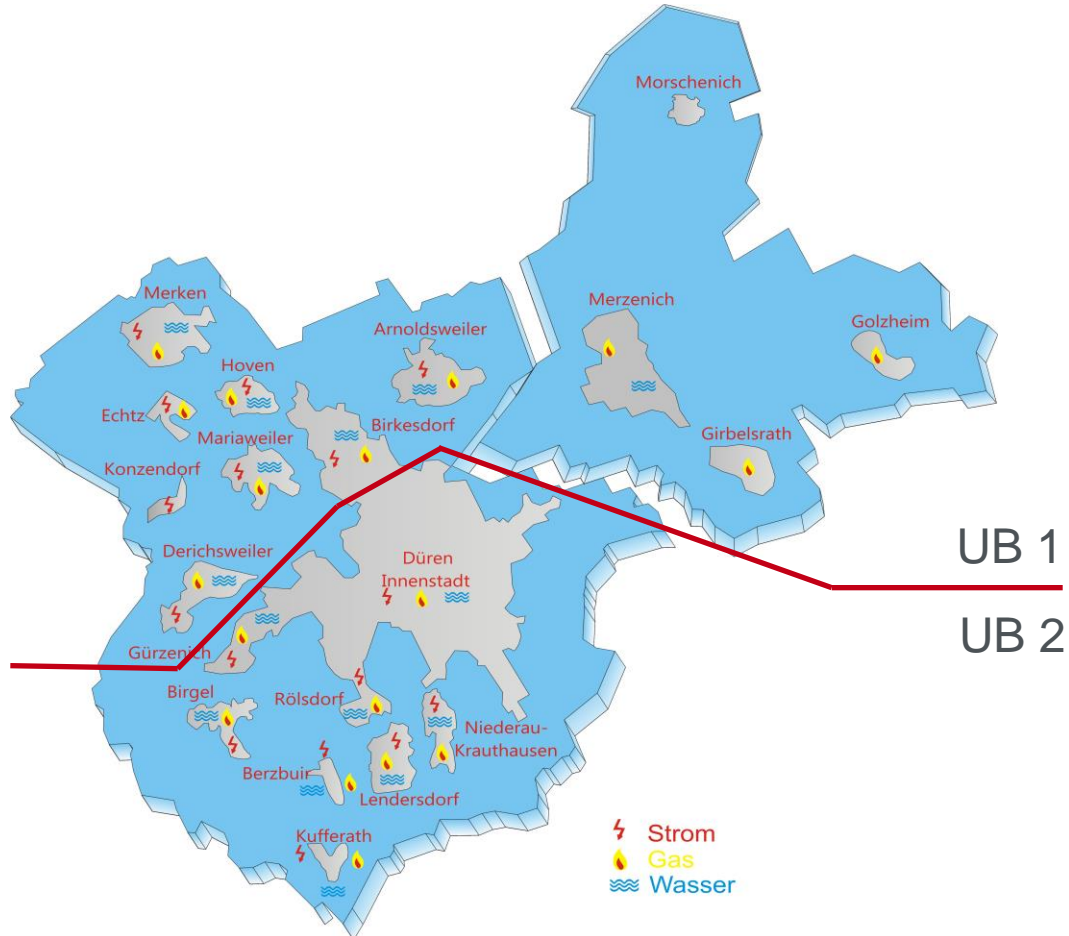 Morschenich
Merken
Merzenich
Golzheim
Arnoldsweiler
Hoven
Echtz
Birkesdorf
Mariaweiler
Girbelsrath
Konzendorf
Derichsweiler
Düren
Innenstadt
UB 1
UB 2
Gürzenich
Birgel
Rölsdorf
Niederau-
Krauthausen
Berzbuir
Lendersdorf
Kufferath
Strom
Gas
Wasser